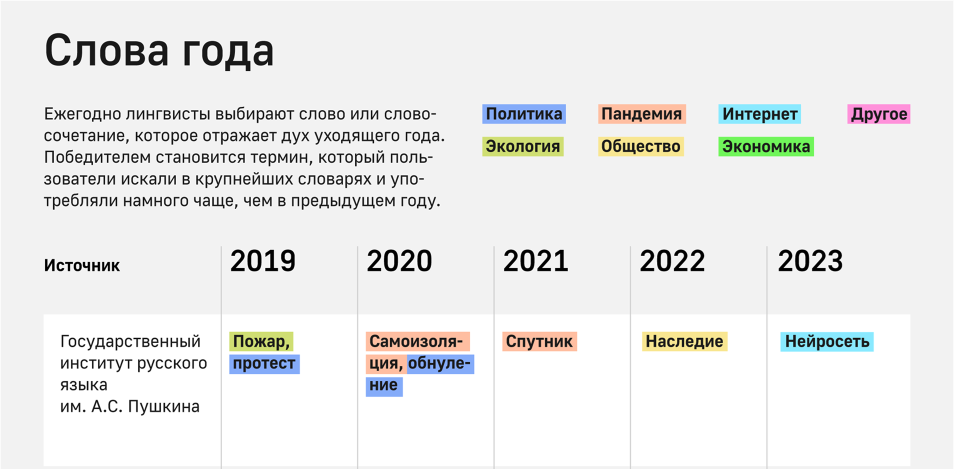 Слова года
Ежегодно лингвисты выбирают слово или слово-
сочетание, которое отражает дух уходящего года.
Победителем становится термин, который поль-
зователи искали в крупнейших словарях и упо-
требляли намного чаще, чем в предыдущем году.
Политика Пандемия Интернет Другое
Экология Общество Экономика
Источник 2019 2020 2021 2022 2023
Государственный
институт русского
языка
им. А.С. Пушкина
Пожар,
протест
Самоизоля-
ция, обнуле-
ние
Спутник
Наследие
Нейросеть